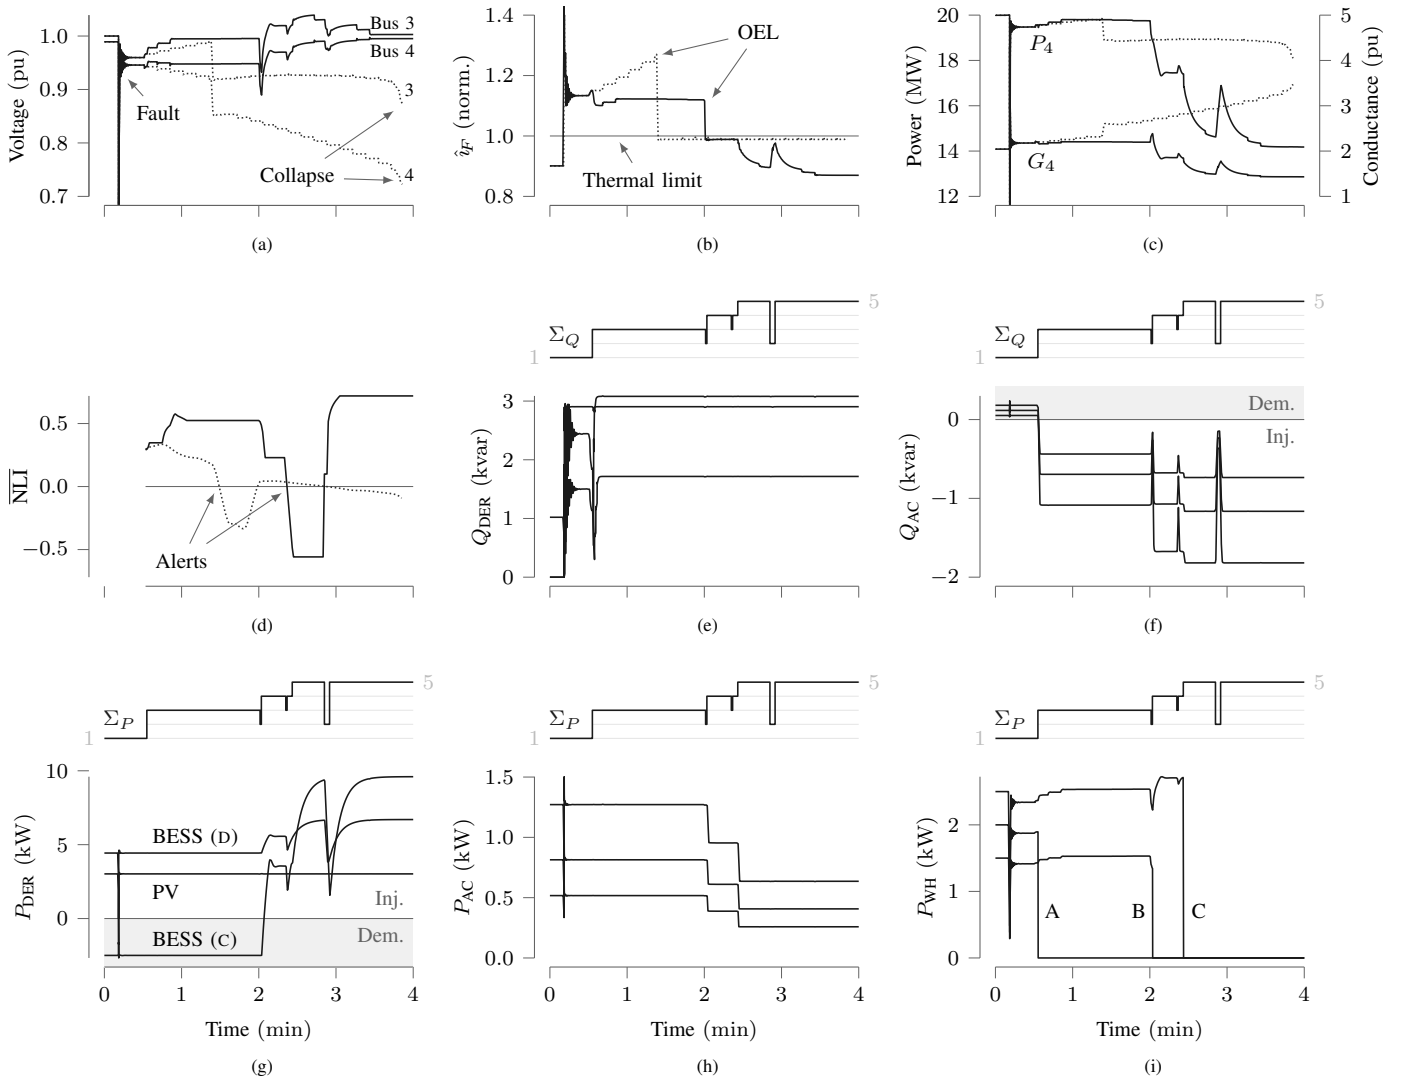 Voltage (pu)
1.0
0.9
0.8
0.7
Bus 3
Bus 4
Fault
Collapse
3
4
(a)
î_F (norm.)
1.4
1.2
1.0
0.8
OEL
Thermal limit
(b)
Power (MW)
20
18
16
14
12
P_4
G_4
5
4
3
2
1
Conductance (pu)
(c)
NLI
0.5
0.0
−0.5
Alerts
(d)
Σ_Q
1
5
Q_DER (kvar)
3
2
1
0
(e)
Σ_Q
1
5
Q_AC (kvar)
0
−1
−2
Dem.
Inj.
(f)
Σ_P
1
5
P_DER (kW)
10
5
0
BESS (D)
PV
Inj.
BESS (C)
Dem.
0 1 2 3 4
Time (min)
(g)
Σ_P
1
5
P_AC (kW)
1.5
1.0
0.5
0.0
0 1 2 3 4
Time (min)
(h)
Σ_P
1
5
P_WH (kW)
2
1
0
A
B
C
0 1 2 3 4
Time (min)
(i)